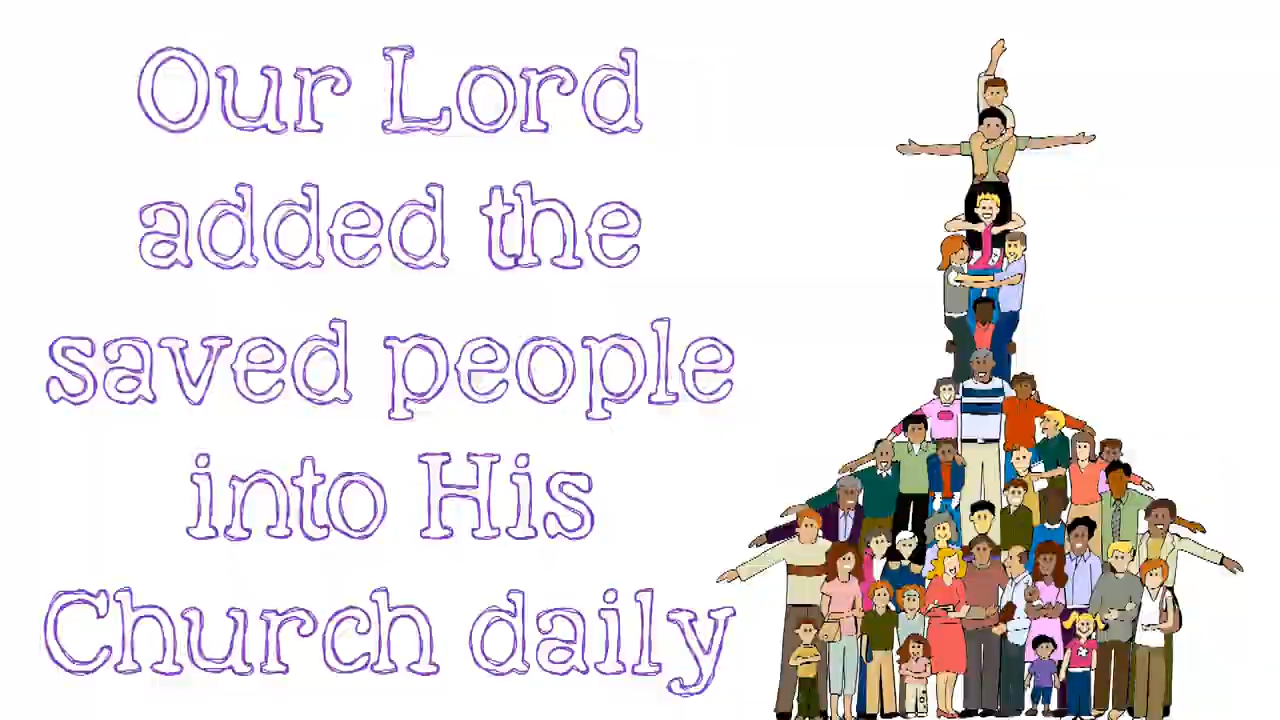 Our Lord
added the
saved people
into His
Church daily